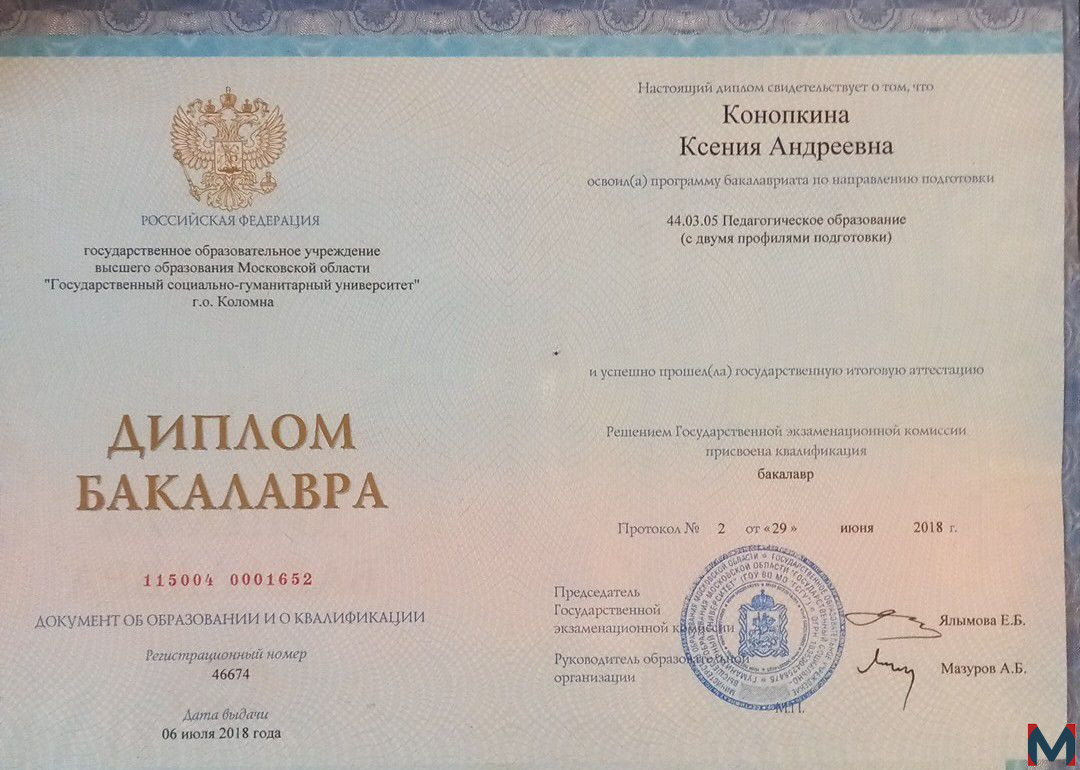 РОССИЙСКАЯ ФЕДЕРАЦИЯ
государственное образовательное учреждение
высшего образования Московской области
"Государственный социально-гуманитарный университет"
г.о. Коломна
ДИПЛОМ
БАКАЛАВРА
115004 0001652
ДОКУМЕНТ ОБ ОБРАЗОВАНИИ И О КВАЛИФИКАЦИИ
Регистрационный номер
46674
Дата выдачи
06 июля 2018 года
Настоящий диплом свидетельствует о том, что
Конопкина
Ксения Андреевна
освоил(а) программу бакалавриата по направлению подготовки
44.03.05 Педагогическое образование
(с двумя профилями подготовки)
и успешно прошел(ла) государственную итоговую аттестацию
Решением Государственной экзаменационной комиссии
присвоена квалификация
бакалавр
Протокол № 2 от «29» июня 2018 г.
Председатель
Государственной
экзаменационной комиссии
Ялымова Е.Б.
Руководитель образовательной
организации
Мазуров А.Б.
М.П.
М